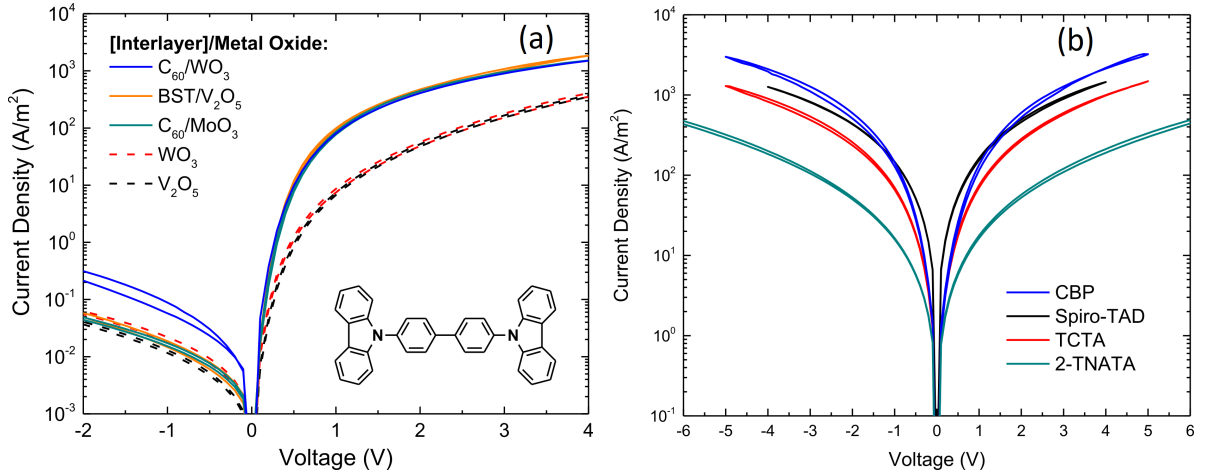 (a)
[Interlayer]/Metal Oxide:
C₆₀/WO₃
BST/V₂O₅
C₆₀/MoO₃
WO₃
V₂O₅
Current Density (A/m²)
10⁴
10³
10²
10¹
10⁰
10⁻¹
10⁻²
10⁻³
N
N
-2 -1 0 1 2 3 4
Voltage (V)
(b)
Current Density (A/m²)
10⁴
10³
10²
10¹
10⁰
10⁻¹
CBP
Spiro-TAD
TCTA
2-TNATA
-6 -5 -4 -3 -2 -1 0 1 2 3 4 5 6
Voltage (V)